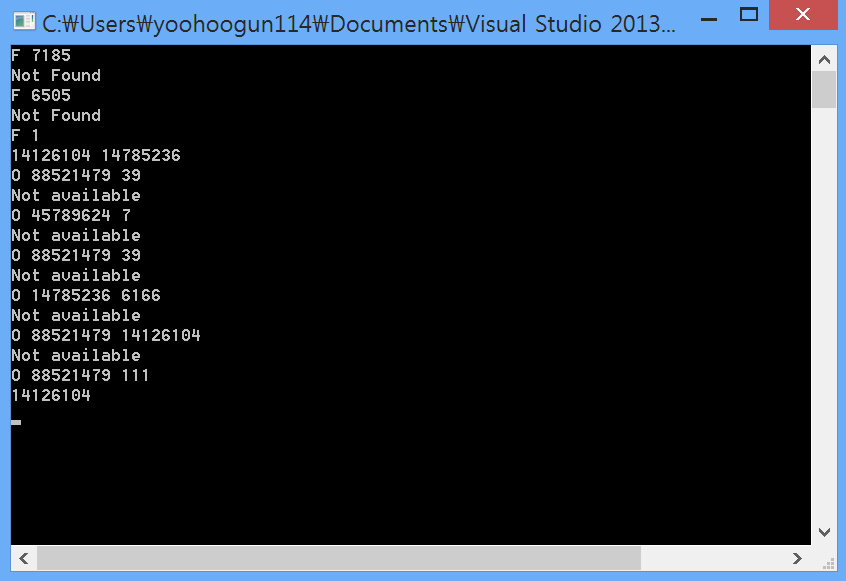 C:₩Users₩yoohoogun114₩Documents₩Visual Studio 2013...
F 7185
Not Found
F 6505
Not Found
F 1
14126104 14785236
O 88521479 39
Not available
O 45789624 7
Not available
O 88521479 39
Not available
O 14785236 6166
Not available
O 88521479 14126104
Not available
O 88521479 111
14126104